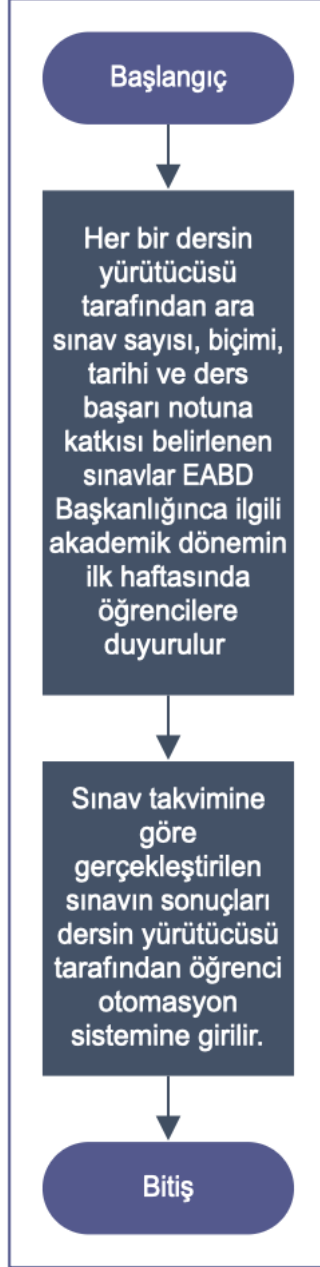 Başlangıç
Her bir dersin
yürütücüsü
tarafından ara
sınav sayısı, biçimi,
tarihi ve ders
başarı notuna
katkısı belirlenen
sınavlar EABD
Başkanlığınca ilgili
akademik dönemin
ilk haftasında
öğrencilere
duyurulur
Sınav takvimine
göre
gerçekleştirilen
sınavın sonuçları
dersin yürütücüsü
tarafından öğrenci
otomasyon
sistemine girilir.
Bitiş